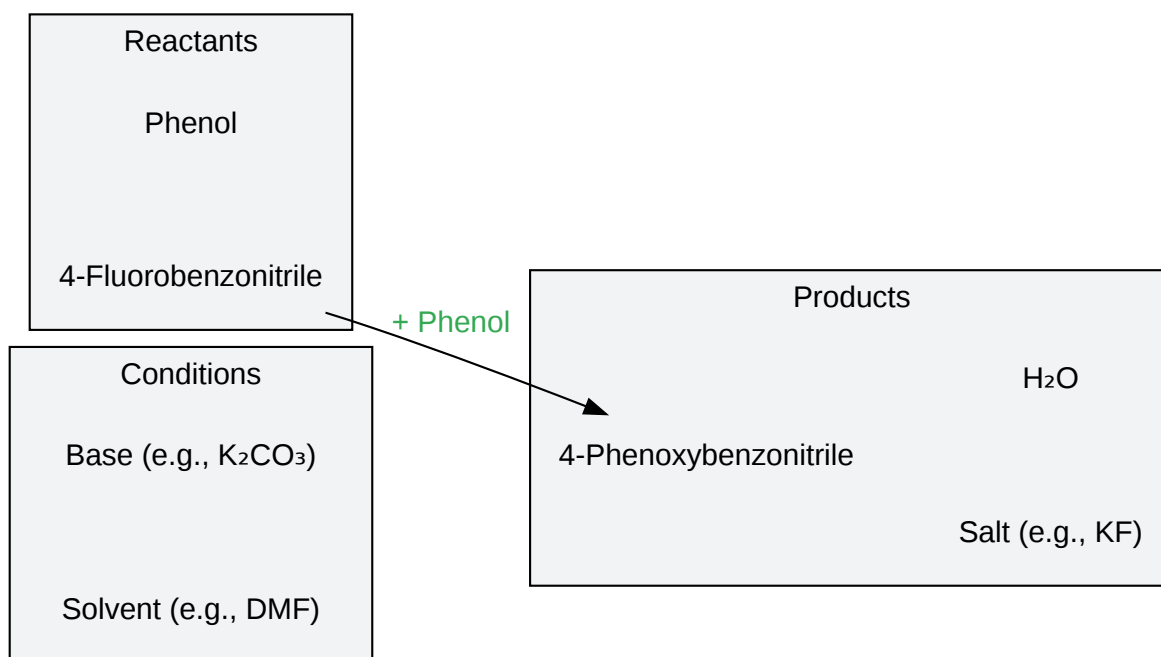 Reactants
Phenol
4-Fluorobenzonitrile
+ Phenol
Conditions
Base (e.g., K₂CO₃)
Solvent (e.g., DMF)
Products
H₂O
4-Phenoxybenzonitrile
Salt (e.g., KF)